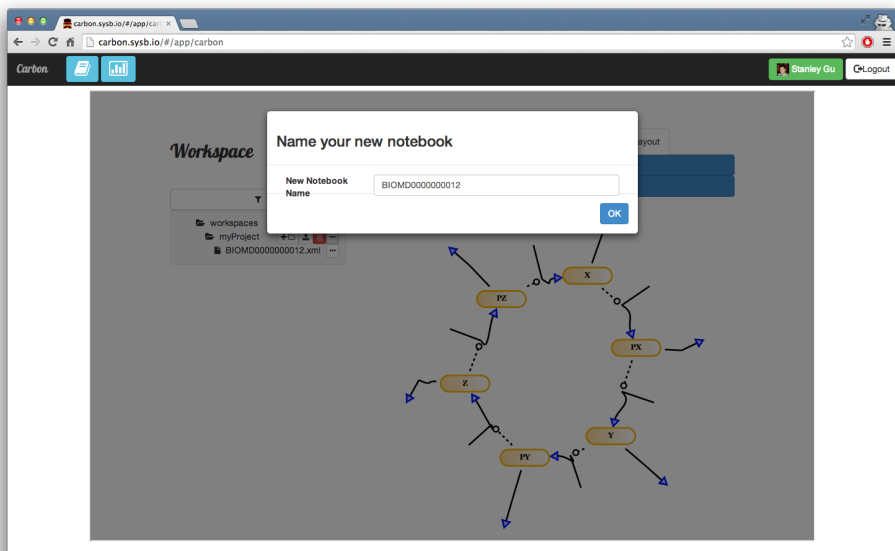 carbon.sysb.io/#/app/car
carbon.sysb.io/#/app/carbon
Carbon
Stanley Gu
Logout
Name your new notebook
New Notebook
Name
BIOMD0000000012
OK
Workspace
ayout
workspaces
myProject
BIOMD0000000012.xml
X
PZ
PX
Z
Y
PY